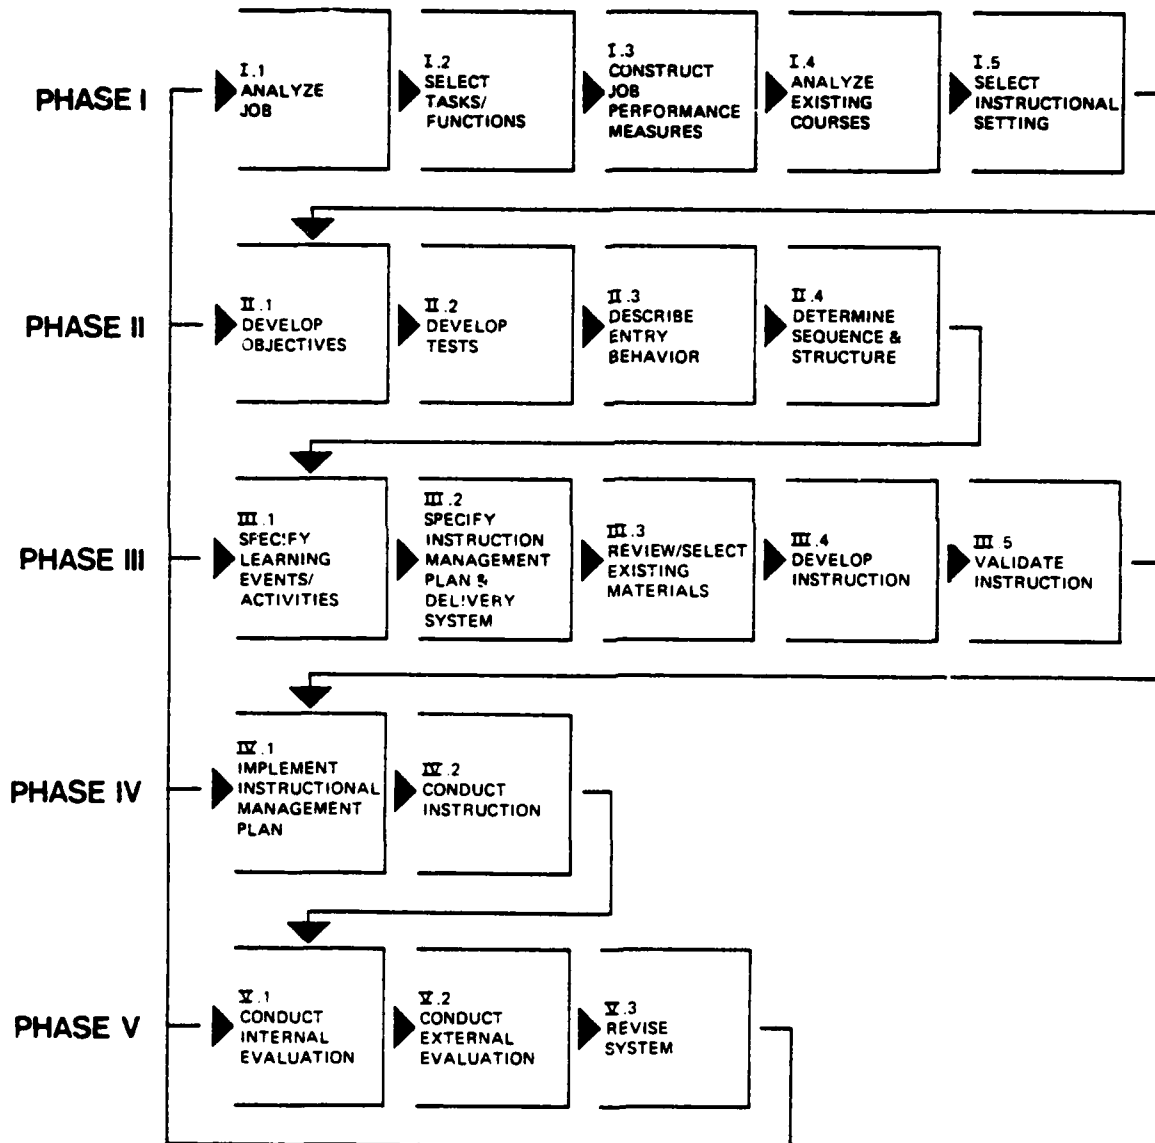 PHASE I
I.1
ANALYZE
JOB
I.2
SELECT
TASKS/
FUNCTIONS
I.3
CONSTRUCT
JOB
PERFORMANCE
MEASURES
I.4
ANALYZE
EXISTING
COURSES
I.5
SELECT
INSTRUCTIONAL
SETTING
PHASE II
II.1
DEVELOP
OBJECTIVES
II.2
DEVELOP
TESTS
II.3
DESCRIBE
ENTRY
BEHAVIOR
II.4
DETERMINE
SEQUENCE &
STRUCTURE
PHASE III
III.1
SPECIFY
LEARNING
EVENTS/
ACTIVITIES
III.2
SPECIFY
INSTRUCTION
MANAGEMENT
PLAN &
DELIVERY
SYSTEM
III.3
REVIEW/SELECT
EXISTING
MATERIALS
III.4
DEVELOP
INSTRUCTION
III.5
VALIDATE
INSTRUCTION
PHASE IV
IV.1
IMPLEMENT
INSTRUCTIONAL
MANAGEMENT
PLAN
IV.2
CONDUCT
INSTRUCTION
PHASE V
V.1
CONDUCT
INTERNAL
EVALUATION
V.2
CONDUCT
EXTERNAL
EVALUATION
V.3
REVISE
SYSTEM